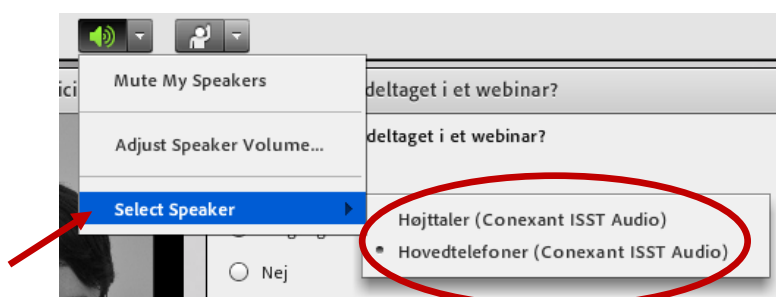 Mute My Speakers
deltaget i et webinar?
Adjust Speaker Volume...
deltaget i et webinar?
Select Speaker
Højttaler (Conexant ISST Audio)
Hovedtelefoner (Conexant ISST Audio)
Nej